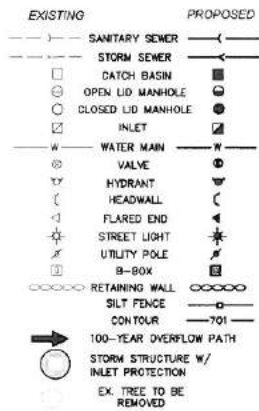 EXISTING PROPOSED
SANITARY SEWER
STORM SEWER
CATCH BASIN
OPEN LID MANHOLE
CLOSED LID MANHOLE
INLET
W WATER MAIN W
VALVE
HYDRANT
HEADWALL
FLARED END
STREET LIGHT
UTILITY POLE
B-BOX
RETAINING WALL
SILT FENCE
CONTOUR 701
100-YEAR OVERFLOW PATH
STORM STRUCTURE W/
INLET PROTECTION
EX. TREE TO BE
REMOVED